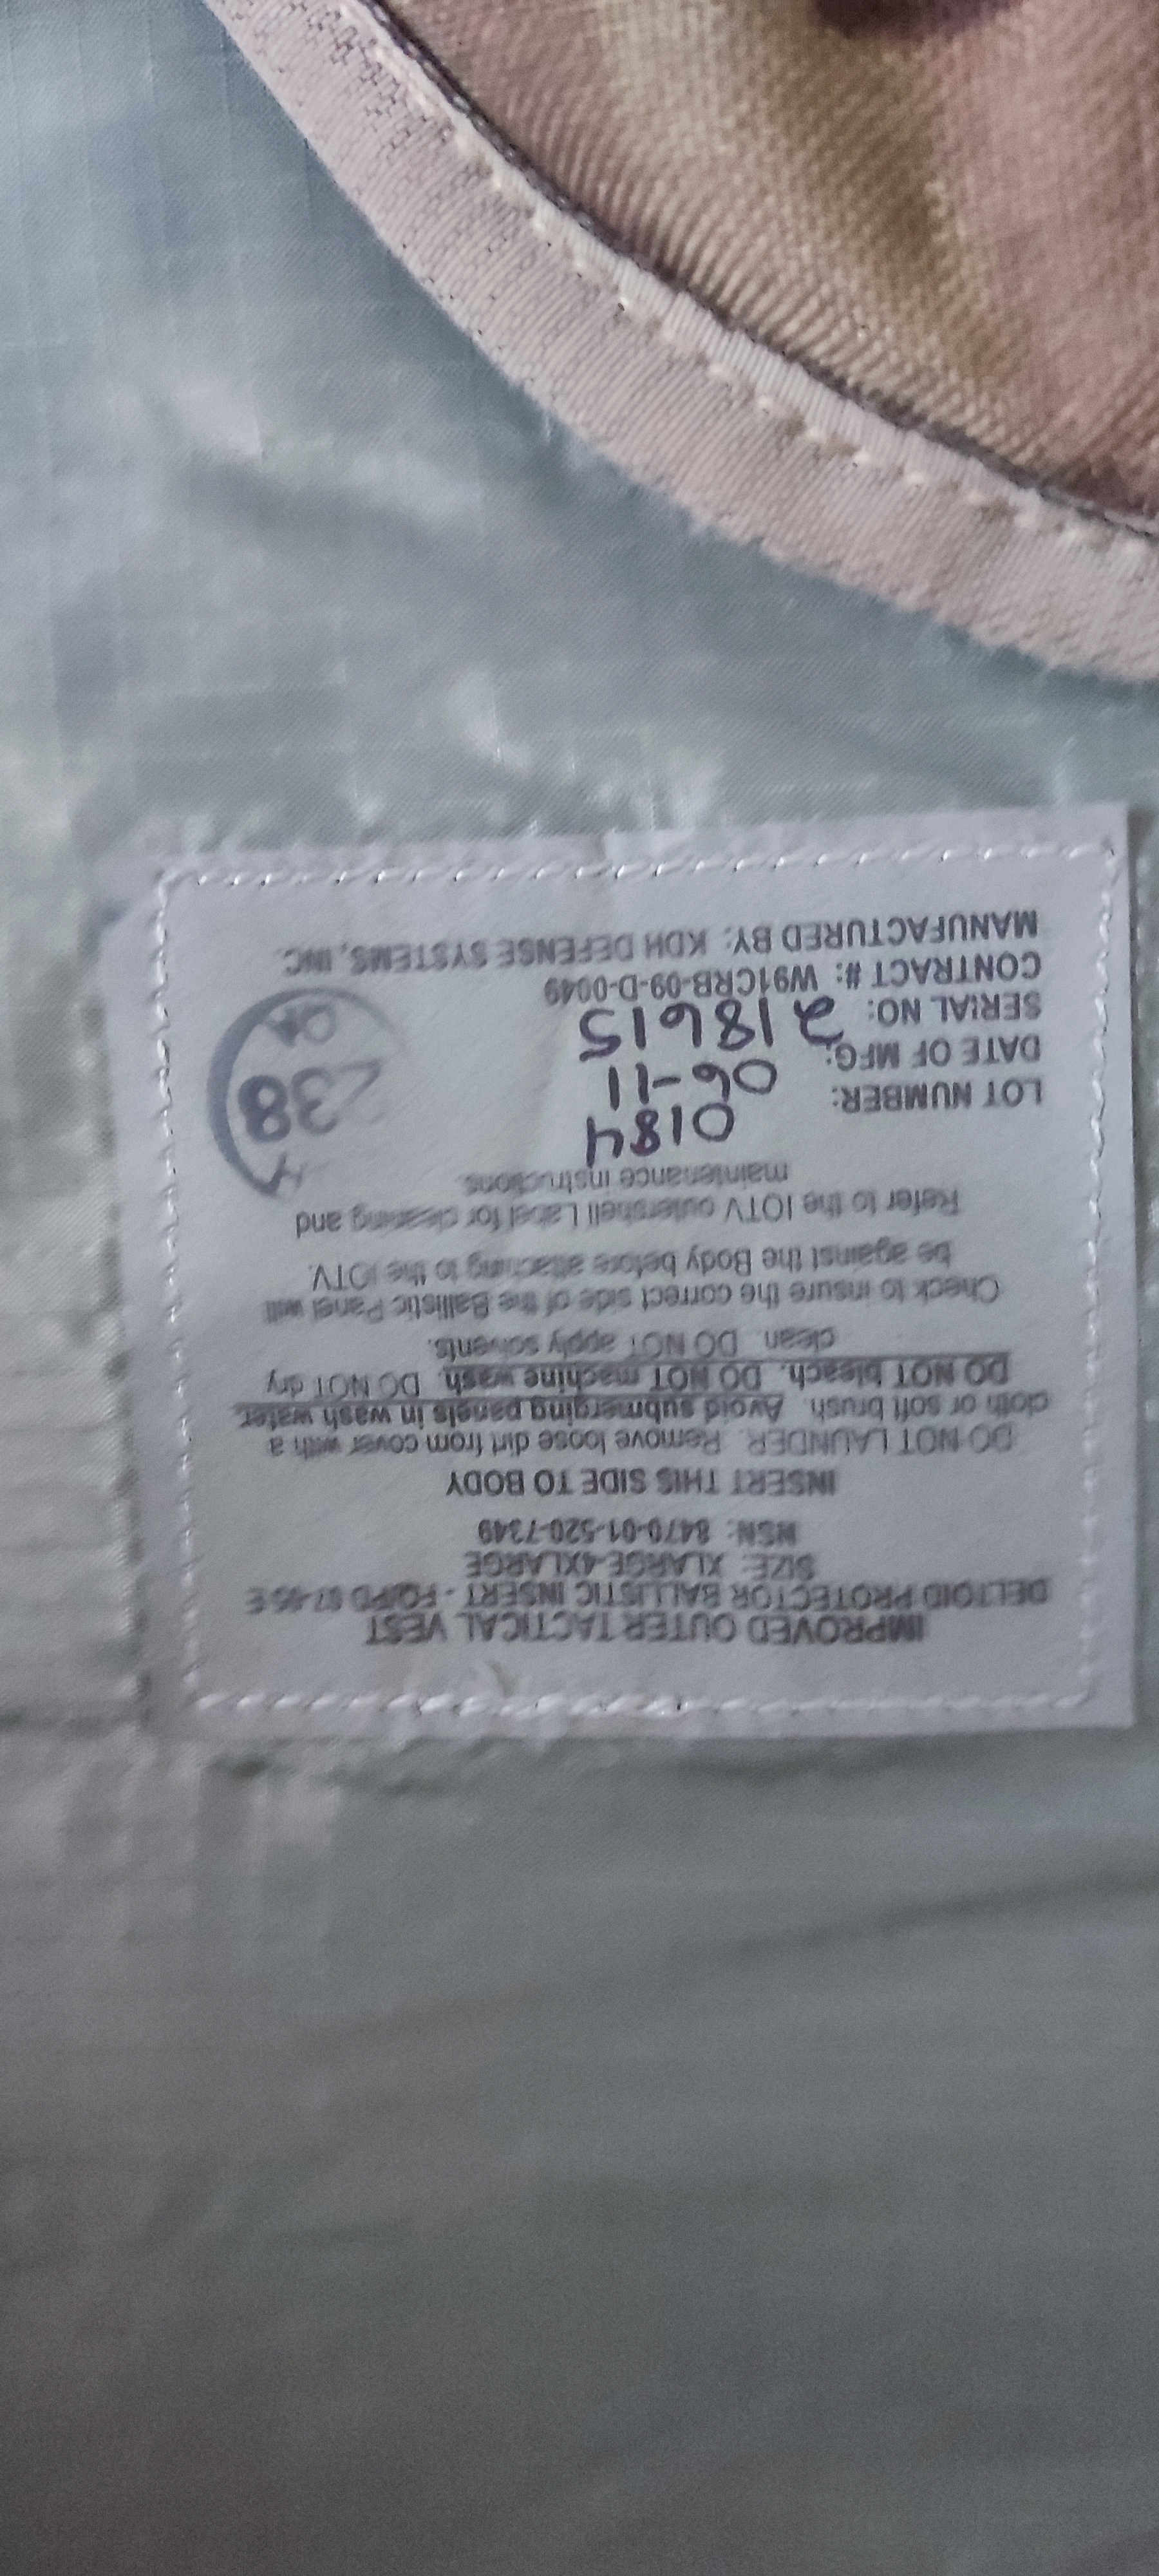 IMPROVED OUTER TACTICAL VEST
DELTOID PROTECTOR BALLISTIC INSERT - FQ/PD 07-05 E
SIZE: XLARGE-4XLARGE
NSN: 8470-01-520-7349
INSERT THIS SIDE TO BODY
DO NOT LAUNDER. Remove loose dirt from cover with a
cloth or soft brush. Avoid submerging panels in wash water.
DO NOT bleach. DO NOT machine wash. DO NOT dry
clean. DO NOT apply solvents.
Check to insure the correct side of the Ballistic Panel will
be against the Body before attaching to the IOTV.
Refer to the IOTV outershell Label for cleaning and
maintenance instructions.
LOT NUMBER: 0184
DATE OF MFG: 06-11
SERIAL NO: 218615
CONTRACT #: W91CRB-09-D-0049
MANUFACTURED BY: KDH DEFENSE SYSTEMS, INC.
238
QA